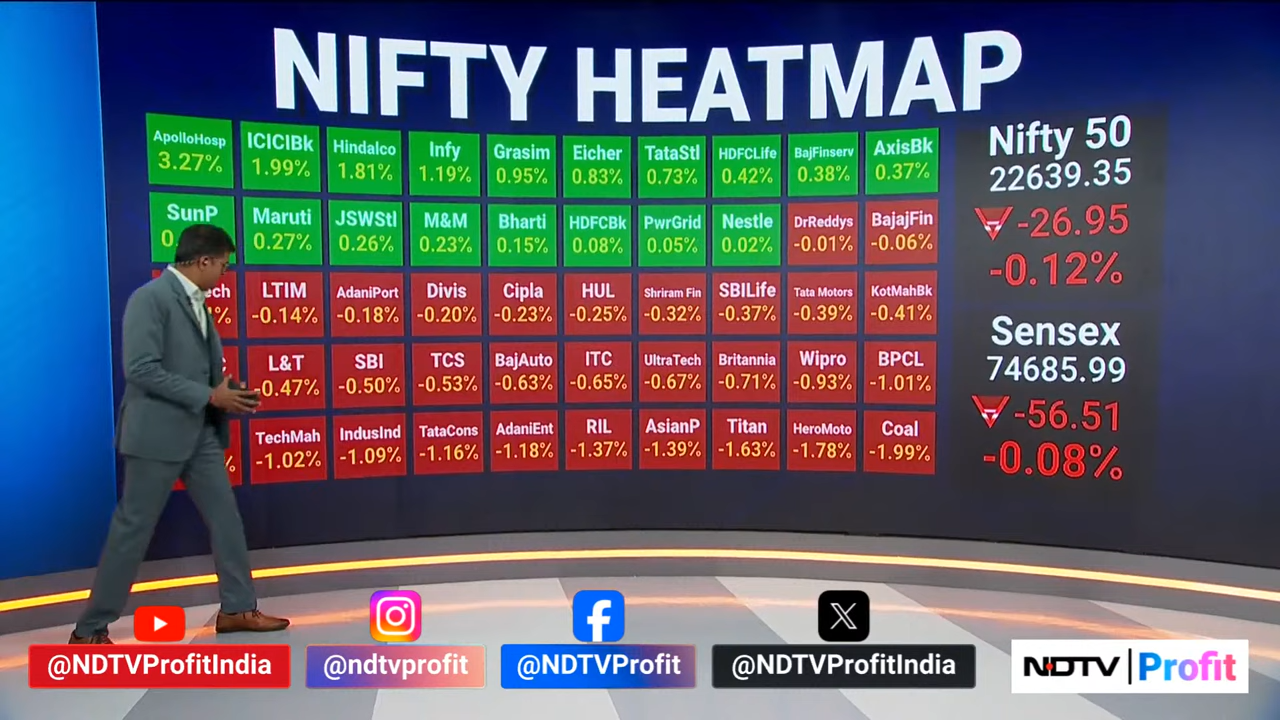 NIFTY HEATMAP
ApolloHosp ICICIBk Hindalco Infy Grasim Eicher TataStl HDFCLife BajFinserv AxisBk
3.27% 1.99% 1.81% 1.19% 0.95% 0.83% 0.73% 0.42% 0.38% 0.37%
SunP Maruti JSWStl M&M Bharti HDFCBk PwrGrid Nestle DrReddys BajajFin
0.27% 0.26% 0.23% 0.15% 0.08% 0.05% 0.02% -0.01% -0.06%
LTIM AdaniPort Divis Cipla HUL Shriram Fin SBILife Tata Motors KotMahBk
-0.14% -0.18% -0.20% -0.23% -0.25% -0.32% -0.37% -0.39% -0.41%
L&T SBI TCS BajAuto ITC UltraTech Britannia Wipro BPCL
-0.47% -0.50% -0.53% -0.63% -0.65% -0.67% -0.71% -0.93% -1.01%
TechMah IndusInd TataCons AdaniEnt RIL AsianP Titan HeroMoto Coal
-1.02% -1.09% -1.16% -1.18% -1.37% -1.39% -1.63% -1.78% -1.99%
Nifty 50
22639.35
-26.95
-0.12%
Sensex
74685.99
-56.51
-0.08%
@NDTVProfitIndia
@ndtvprofit
@NDTVProfit
@NDTVProfitIndia
NDTV | Profit